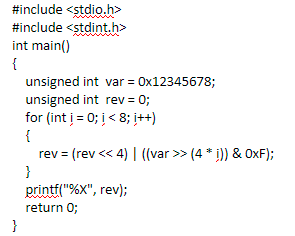 #include <stdio.h>
#include <stdint.h>
int main()
{
unsigned int var = 0x12345678;
unsigned int rev = 0;
for (int i = 0; i < 8; i++)
{
rev = (rev << 4) | ((var >> (4 * i)) & 0xF);
}
printf("%X", rev);
return 0;
}